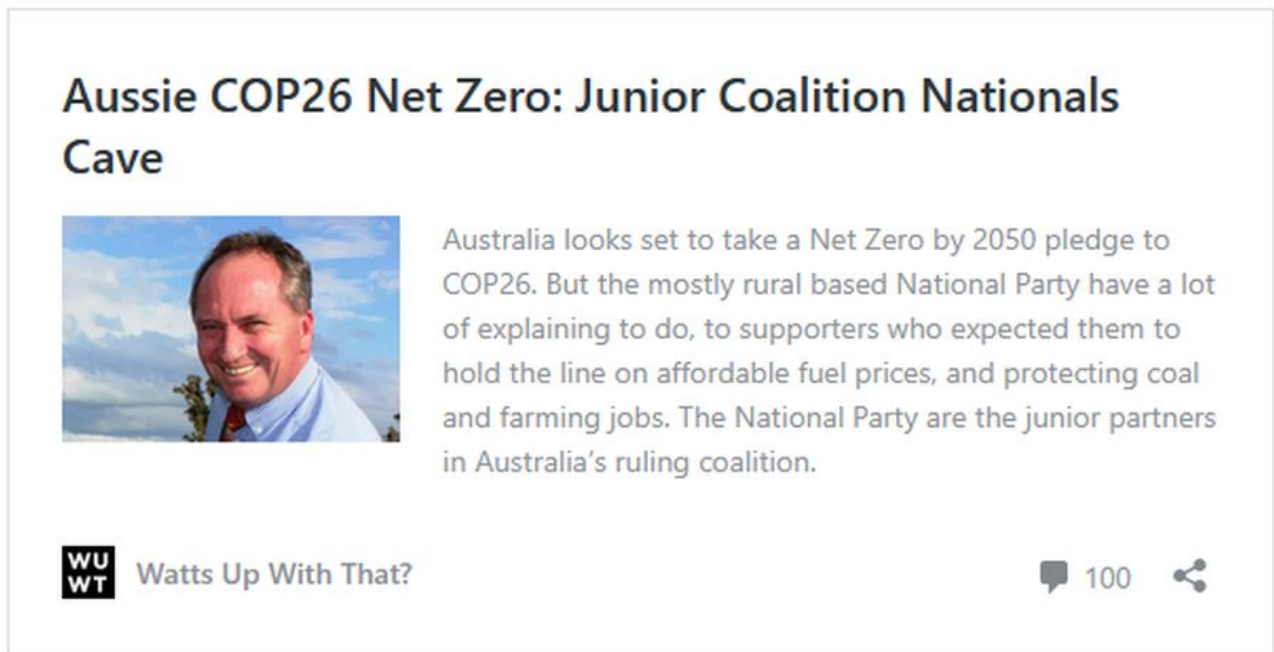 Aussie COP26 Net Zero: Junior Coalition Nationals
Cave
Australia looks set to take a Net Zero by 2050 pledge to
COP26. But the mostly rural based National Party have a lot
of explaining to do, to supporters who expected them to
hold the line on affordable fuel prices, and protecting coal
and farming jobs. The National Party are the junior partners
in Australia’s ruling coalition.
WU
WT
Watts Up With That?
100